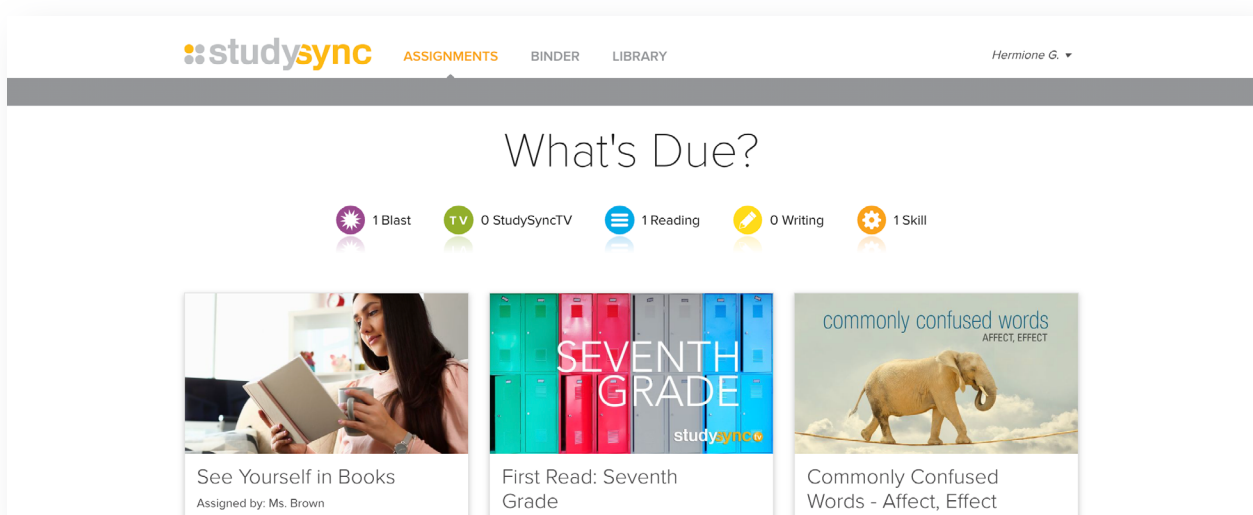 studysync
ASSIGNMENTS
BINDER
LIBRARY
Hermione G.
What's Due?
1 Blast
TV
0 StudySyncTV
1 Reading
0 Writing
1 Skill
SEVENTH
GRADE
studysync tv
commonly confused words
AFFECT, EFFECT
See Yourself in Books
Assigned by: Ms. Brown
First Read: Seventh
Grade
Commonly Confused
Words - Affect, Effect